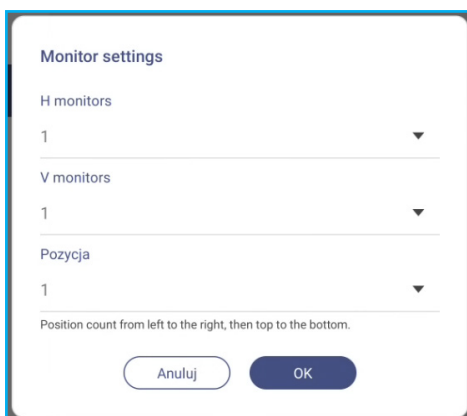 Monitor settings
H monitors
1
V monitors
1
Pozycja
1
Position count from left to the right, then top to the bottom.
Anuluj OK